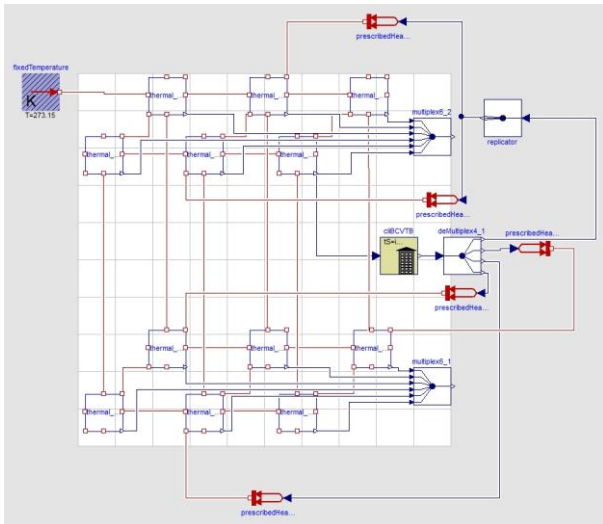 prescribedHea...
fixedTemperature
K
T=273.15
thermal_...
thermal_...
thermal_...
multiplex6_2
replicator
thermal_...
thermal_...
thermal_...
prescribedHea...
cliBCVTB
tS=i...
deMultiplex4_1
prescribedHea...
prescribedHea...
thermal_...
thermal_...
thermal_...
multiplex6_1
thermal_...
thermal_...
thermal_...
prescribedHea...